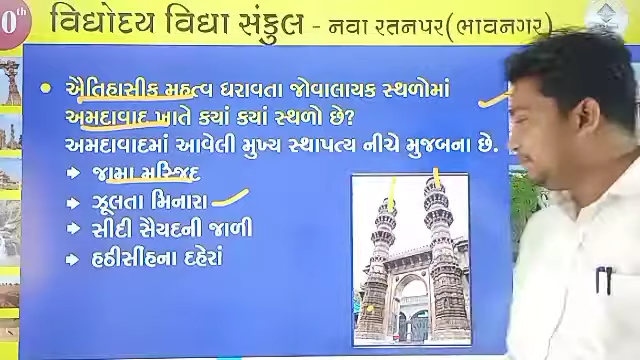 0th વિદ્યોદય વિદ્યા સંકુલ - નવા રતનપર(ભાવનગર)
ઐતિહાસીક મહત્વ ધરાવતા જોવાલાયક સ્થળોમાં
અમદાવાદ ખાતે કયાં કયાં સ્થળો છે?
અમદાવાદમાં આવેલી મુખ્ય સ્થાપત્ય નીચે મુજબના છે.
જામા મસ્જિદ
ઝૂલતા મિનારા
સીદી સૈયદની જાળી
હઠીસીંહના દહેરાં